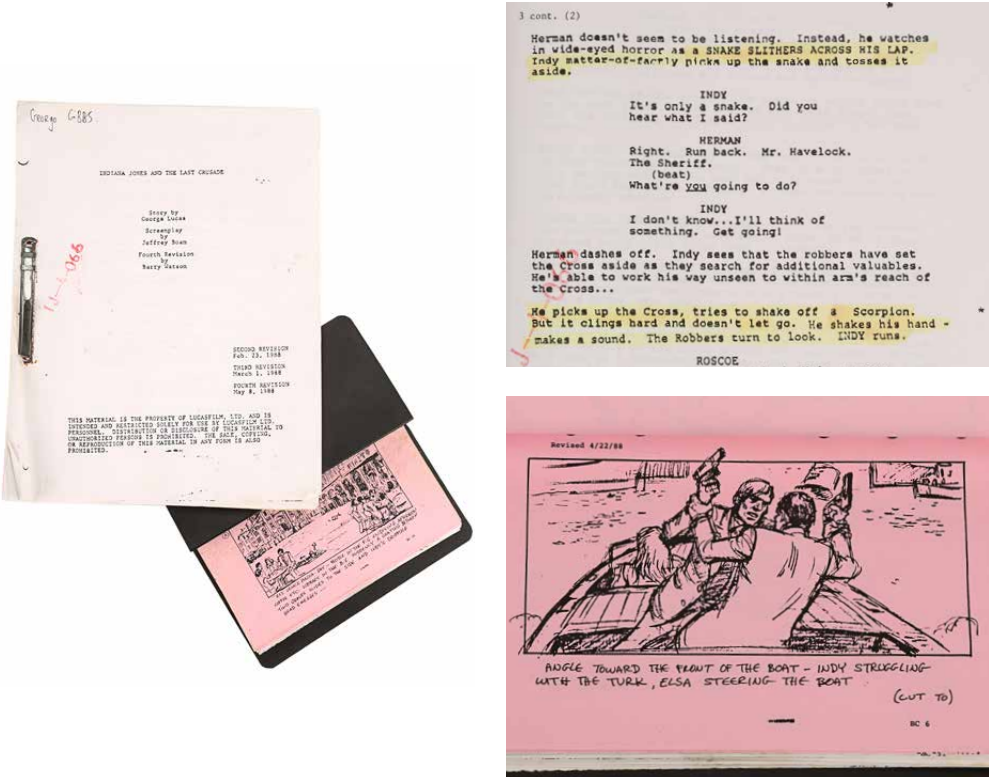 George Gibbs
INDIANA JONES AND THE LAST CRUSADE
Story by
George Lucas
Screenplay
by
Jeffrey Boam
Fourth Revision
by
Barry Watson
IJ-4-066
SECOND REVISION
Feb. 23, 1988
THIRD REVISION
March 1, 1988
FOURTH REVISION
May 8, 1988
THIS MATERIAL IS THE PROPERTY OF LUCASFILM, LTD. AND IS
INTENDED AND RESTRICTED SOLELY FOR USE BY LUCASFILM LTD.
PERSONNEL. DISTRIBUTION OR DISCLOSURE OF THIS MATERIAL TO
UNAUTHORIZED PERSONS IS PROHIBITED. THE SALE, COPYING,
OR REPRODUCTION OF THIS MATERIAL IN ANY FORM IS ALSO
PROHIBITED.
3 cont. (2)
Herman doesn't seem to be listening. Instead, he watches
in wide-eyed horror as a SNAKE SLITHERS ACROSS HIS LAP.
Indy matter-of-factly picks up the snake and tosses it
aside.
INDY
It's only a snake. Did you
hear what I said?
HERMAN
Right. Run back. Mr. Havelock.
The Sheriff.
(beat)
What're you going to do?
INDY
I don't know...I'll think of
something. Get going!
Herman dashes off. Indy sees that the robbers have set
the Cross aside as they search for additional valuables.
He's able to work his way unseen to within arm's reach of
the Cross...
He picks up the Cross, tries to shake off a Scorpion. *
But it clings hard and doesn't let go. He shakes his hand -
makes a sound. The Robbers turn to look. INDY runs.
ROSCOE
Revised 4/22/88
ANGLE TOWARD THE FRONT OF THE BOAT - INDY STRUGGLING
WITH THE TURK, ELSA STEERING THE BOAT
(CUT TO)
BC 6